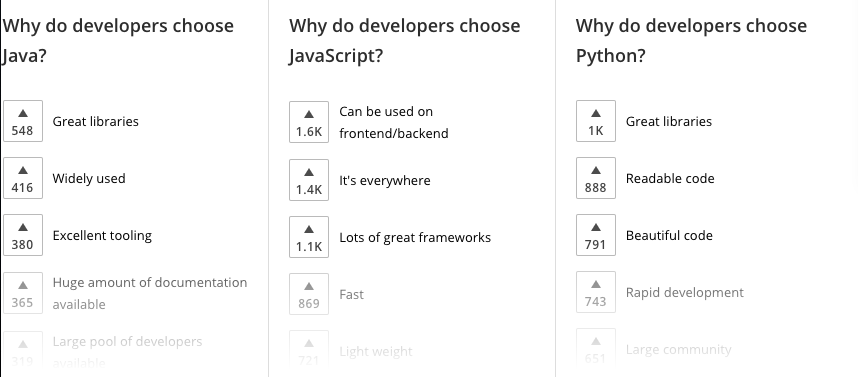 Why do developers choose
Java?
548
Great libraries
416
Widely used
380
Excellent tooling
365
Huge amount of documentation
available
319
Large pool of developers
available
Why do developers choose
JavaScript?
1.6K
Can be used on
frontend/backend
1.4K
It's everywhere
1.1K
Lots of great frameworks
869
Fast
721
Light weight
Why do developers choose
Python?
1K
Great libraries
888
Readable code
791
Beautiful code
743
Rapid development
651
Large community